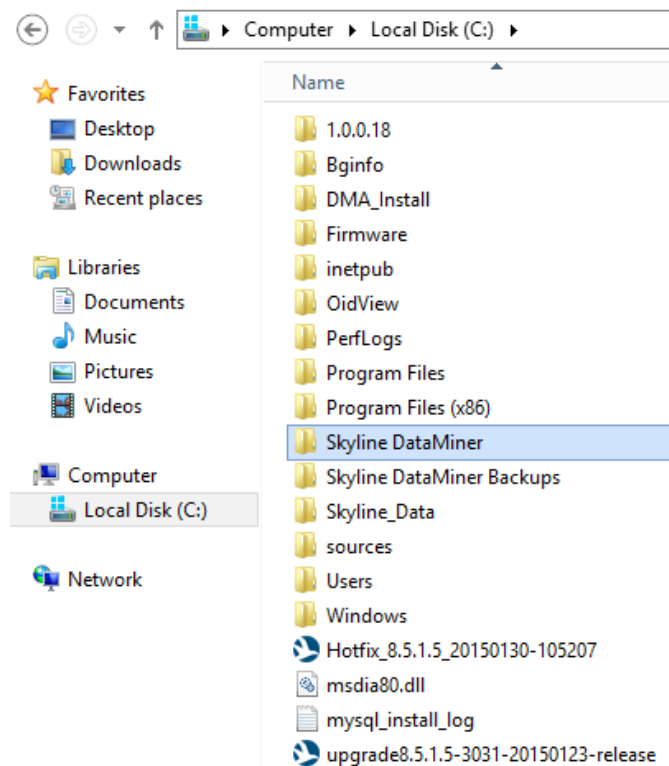 Computer Local Disk (C:)
Favorites
Desktop
Downloads
Recent places
Libraries
Documents
Music
Pictures
Videos
Computer
Local Disk (C:)
Network
Name
1.0.0.18
Bginfo
DMA_Install
Firmware
inetpub
OidView
PerfLogs
Program Files
Program Files (x86)
Skyline DataMiner
Skyline DataMiner Backups
Skyline_Data
sources
Users
Windows
Hotfix_8.5.1.5_20150130-105207
msdia80.dll
mysql_install_log
upgrade8.5.1.5-3031-20150123-release